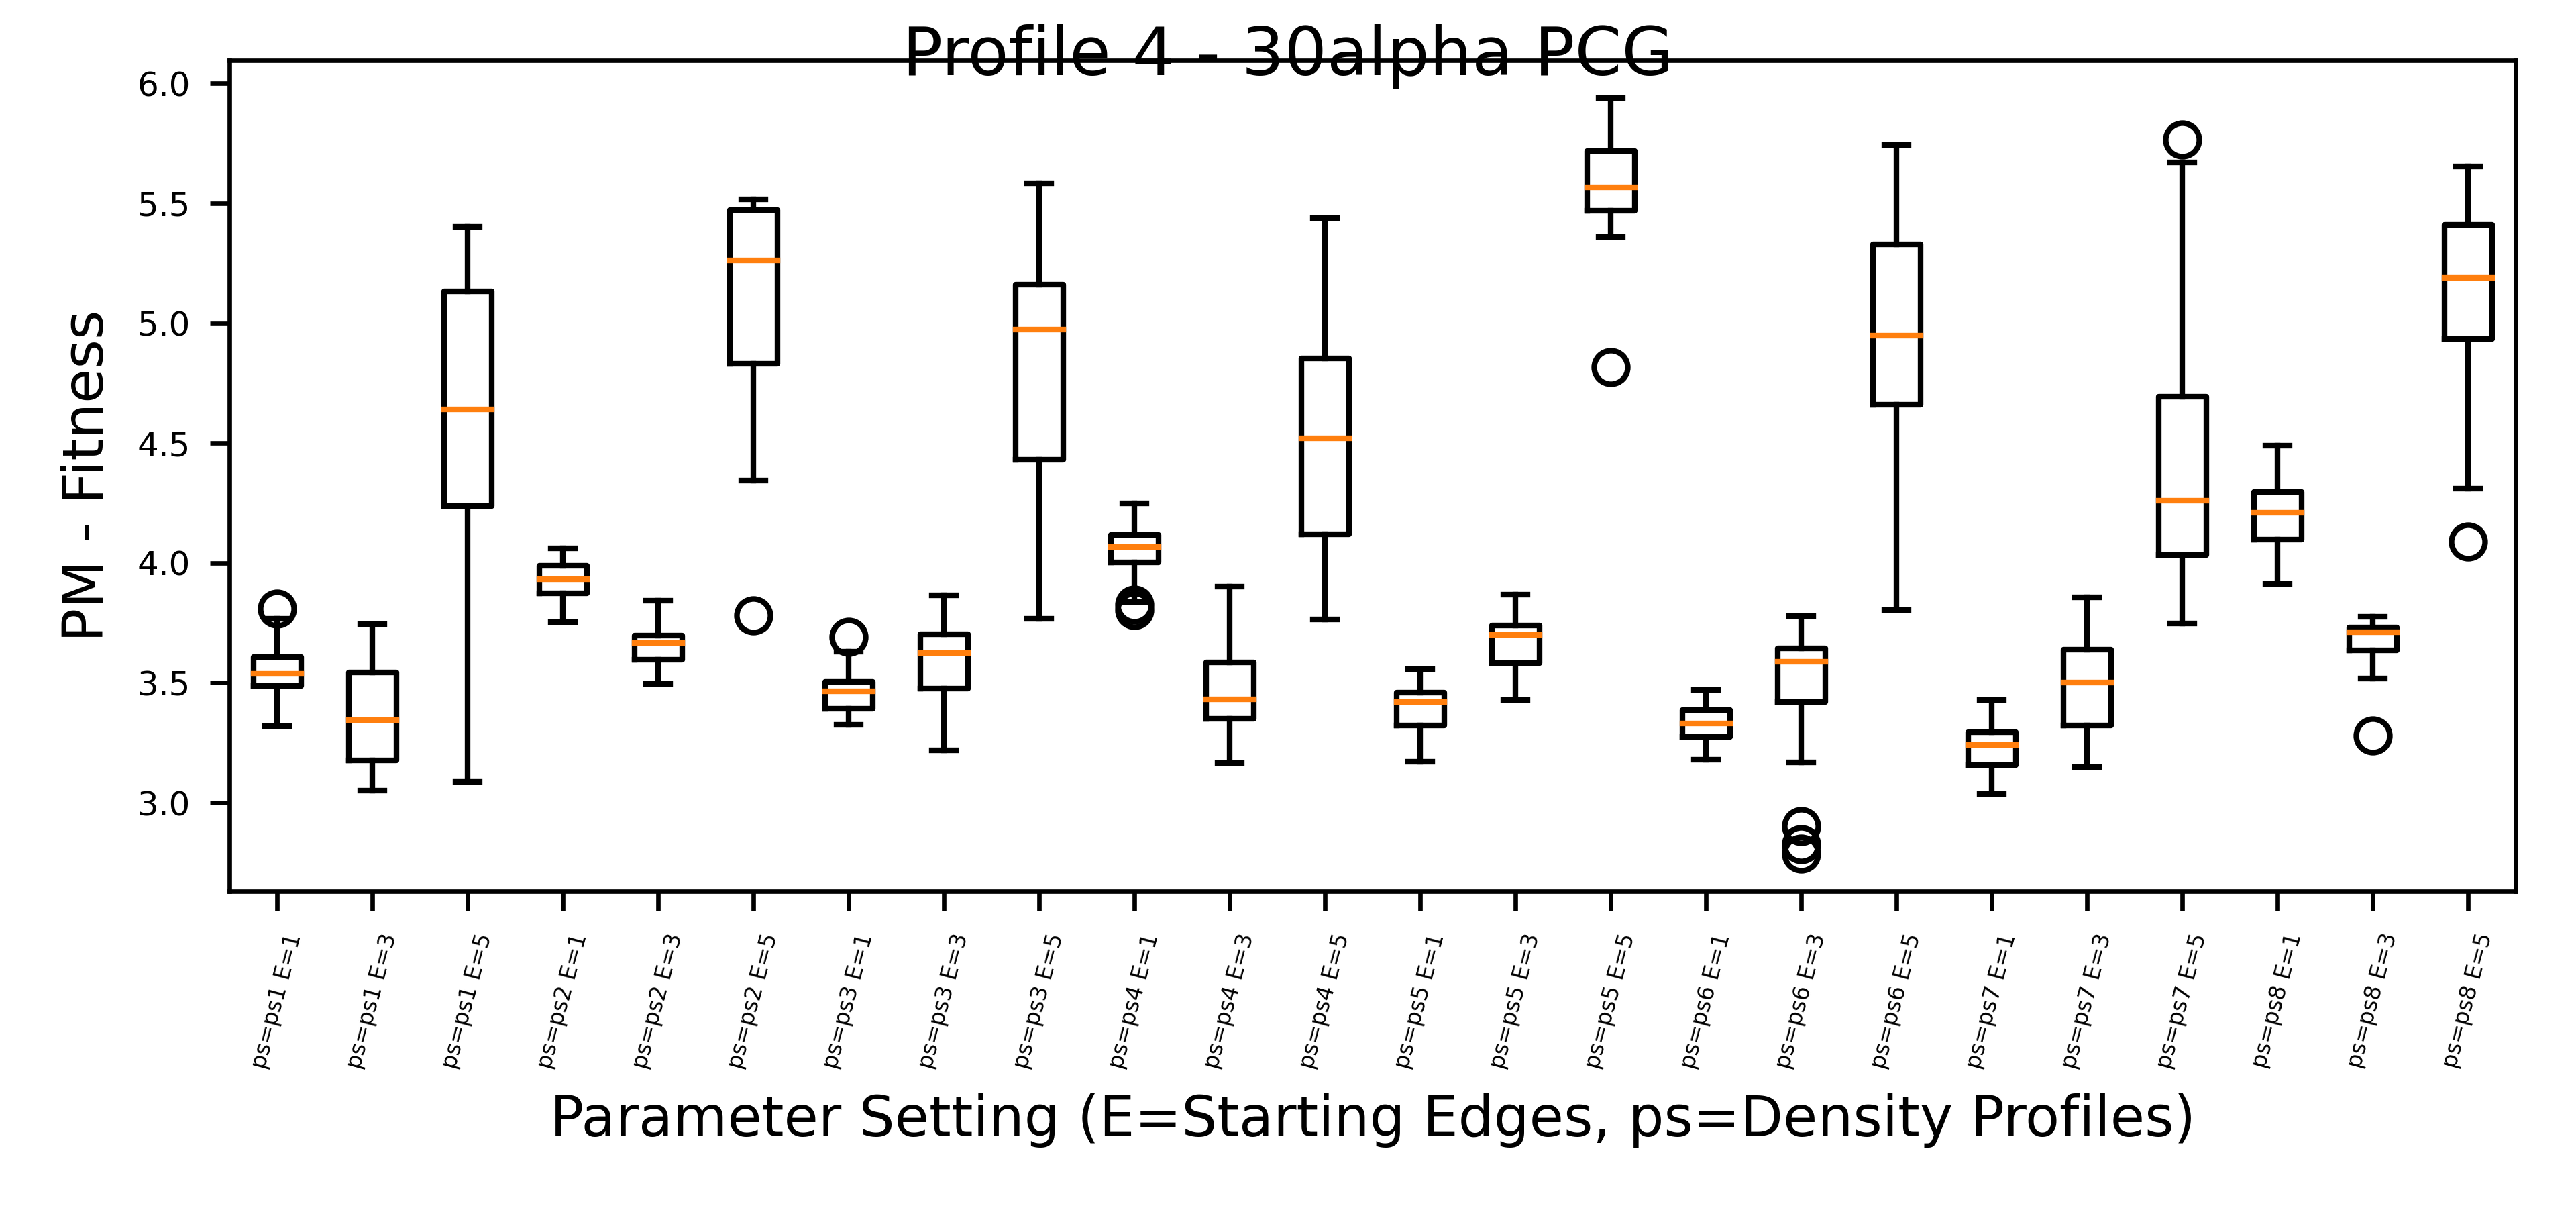 Profile 4 - 30alpha PCG
PM - Fitness
6.0
5.5
5.0
4.5
4.0
3.5
3.0
ps=ps1 E=1
ps=ps1 E=3
ps=ps1 E=5
ps=ps2 E=1
ps=ps2 E=3
ps=ps2 E=5
ps=ps3 E=1
ps=ps3 E=3
ps=ps3 E=5
ps=ps4 E=1
ps=ps4 E=3
ps=ps4 E=5
ps=ps5 E=1
ps=ps5 E=3
ps=ps5 E=5
ps=ps6 E=1
ps=ps6 E=3
ps=ps6 E=5
ps=ps7 E=1
ps=ps7 E=3
ps=ps7 E=5
ps=ps8 E=1
ps=ps8 E=3
ps=ps8 E=5
Parameter Setting (E=Starting Edges, ps=Density Profiles)